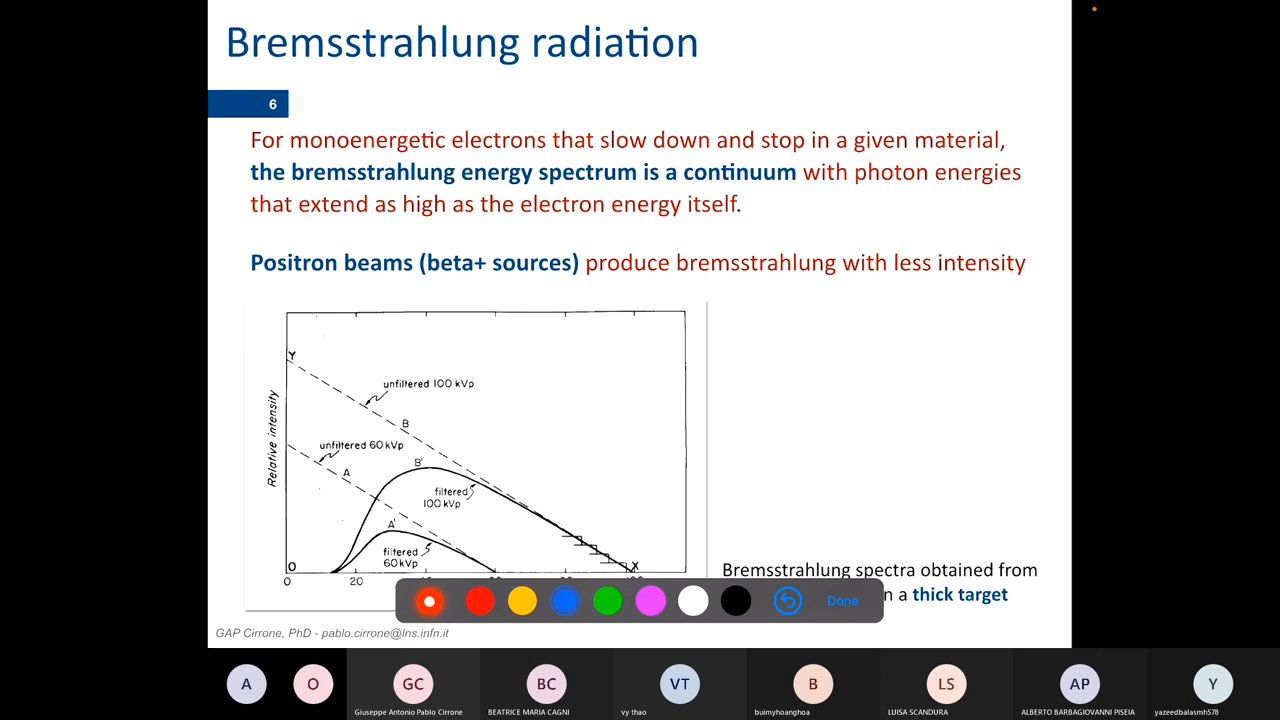 Bremsstrahlung radiation
6
For monoenergetic electrons that slow down and stop in a given material,
the bremsstrahlung energy spectrum is a continuum with photon energies
that extend as high as the electron energy itself.
Positron beams (beta+ sources) produce bremsstrahlung with less intensity
Y
unfiltered 100 kVp
B
unfiltered 60 kVp
A
B'
filtered
100 kVp
A'
filtered
60 kVp
Relative intensity
O
X
0
20
Bremsstrahlung spectra obtained from
n a thick target
Done
GAP Cirrone, PhD - pablo.cirrone@lns.infn.it
A
O
GC
BC
VT
B
LS
AP
Y
Giuseppe Antonio Pablo Cirrone
BEATRICE MARIA CAGNI
vy thao
buimyhoanghoa
LUISA SCANDURA
ALBERTO BARBAGIOVANNI PISEIA
yazeedbalasmh578